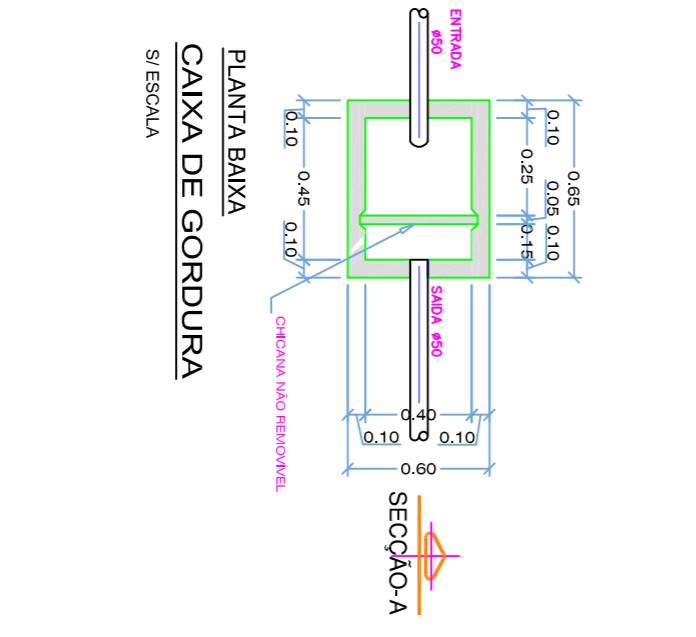 ENTRADA
ø50
0.10
0.25
0.05
0.10
0.15
0.65
0.10
0.45
0.10
SAIDA ø50
CHICANA NÃO REMOVÍVEL
0.40
0.10
0.10
0.60
SECÇÃO-A
PLANTA BAIXA
CAIXA DE GORDURA
S/ ESCALA